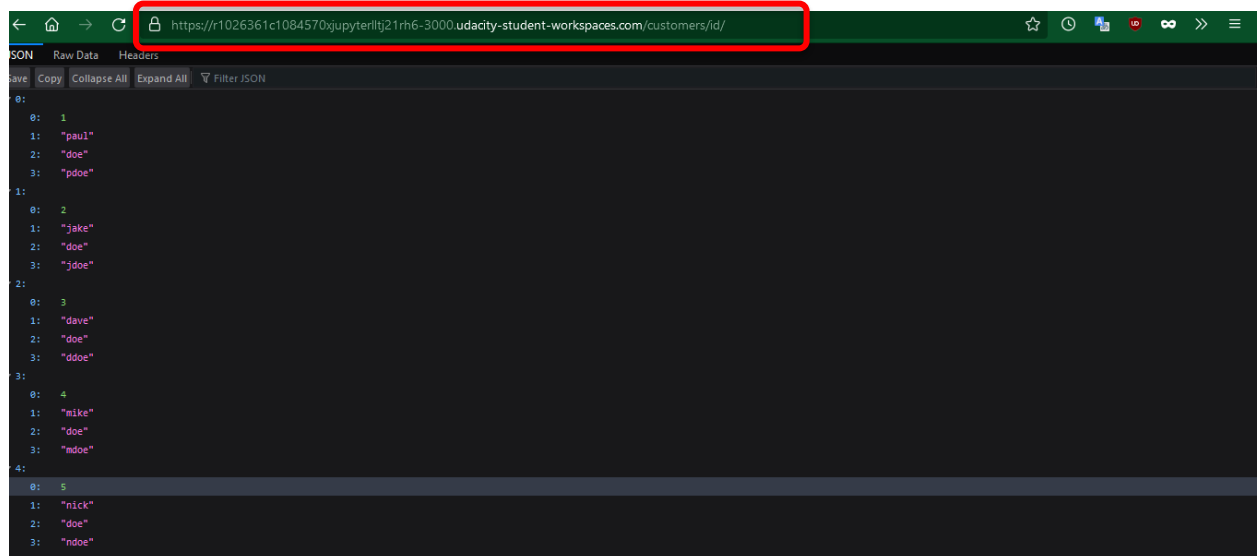 https://r1026361c1084570xjupyterlltj21rh6-3000.udacity-student-workspaces.com/customers/id/
JSON Raw Data Headers
Save Copy Collapse All Expand All Filter JSON
0:
0: 1
1: "paul"
2: "doe"
3: "pdoe"
1:
0: 2
1: "jake"
2: "doe"
3: "jdoe"
2:
0: 3
1: "dave"
2: "doe"
3: "ddoe"
3:
0: 4
1: "mike"
2: "doe"
3: "mdoe"
4:
0: 5
1: "nick"
2: "doe"
3: "ndoe"